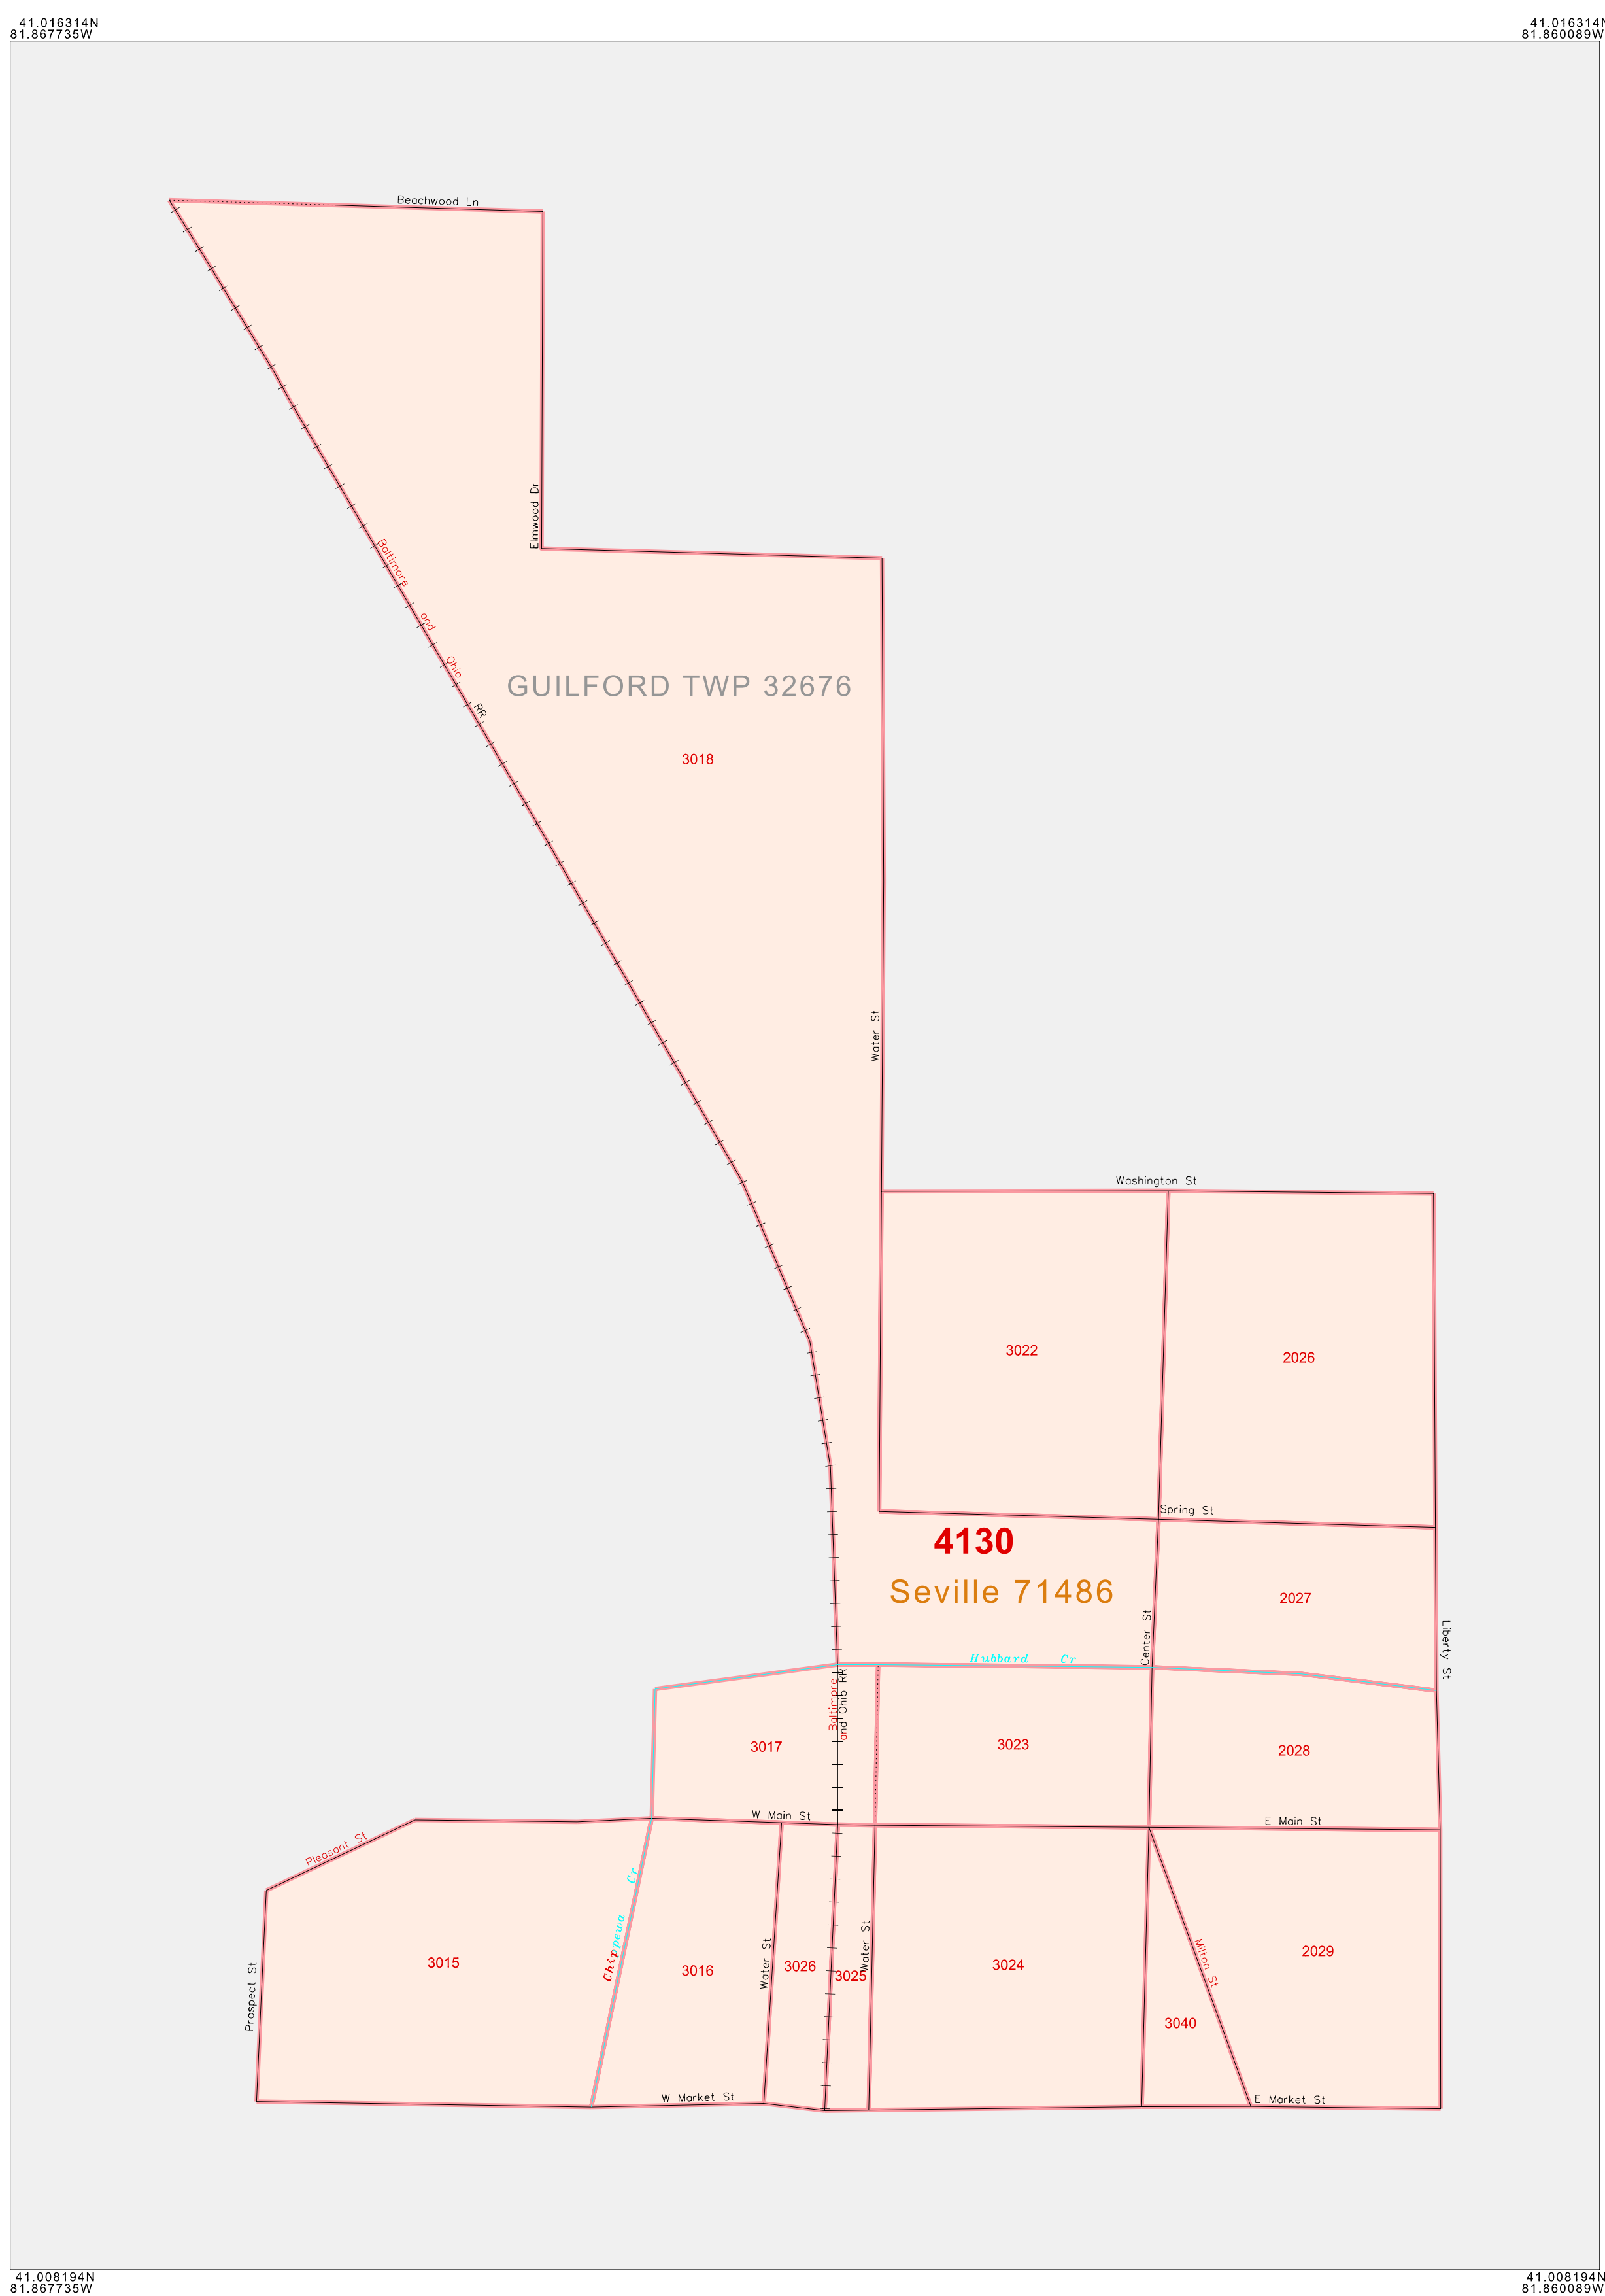 41.016314N
81.867735W
41.016314N
81.860089W
Beachwood Ln
Elmwood Dr
Baltimore and Ohio RR
GUILFORD TWP 32676
3018
Water St
Washington St
3022
2026
Spring St
4130
Seville 71486
2027
Center St
Liberty St
Hubbard Cr
Baltimore
and Ohio RR
3017
3023
2028
W Main St
E Main St
Pleasant St
Chippewa Cr
Prospect St
3015
3016
Water St
3026
3025
Water St
3024
Milton St
2029
3040
W Market St
E Market St
41.008194N
81.867735W
41.008194N
81.860089W